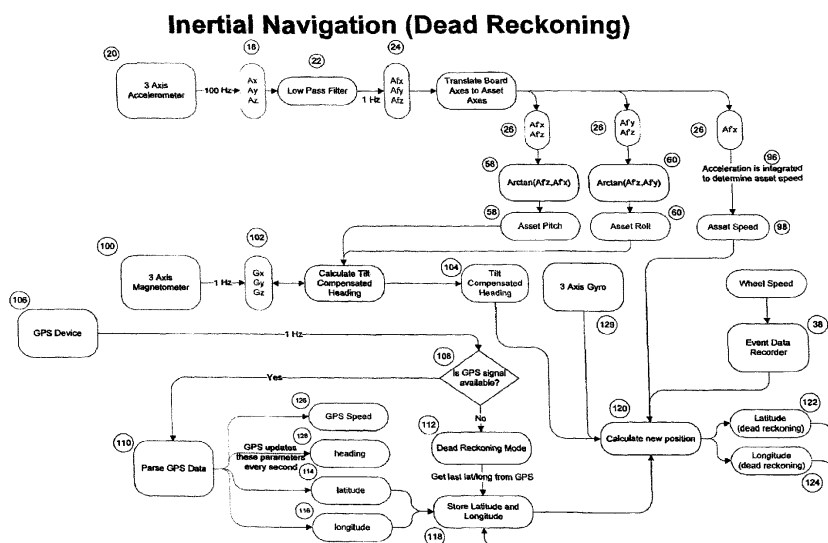 Inertial Navigation (Dead Reckoning)
20
3 Axis
Accelerometer
100 Hz
18
Ax
Ay
Az
22
Low Pass Filter
1 Hz
24
Afx
Afy
Afz
Translate Board
Axes to Asset
Axes
26
Af'x
Af'z
26
Af'y
Af'z
26
Af'x
58
Arctan(Af'z,Af'x)
60
Arctan(Af'z,Af'y)
96
Acceleration is integrated
to determine asset speed
58
Asset Pitch
Asset Roll
60
Asset Speed
98
100
3 Axis
Magnetometer
1 Hz
102
Gx
Gy
Gz
Calculate Tilt
Compensated
Heading
104
Tilt
Compensated
Heading
3 Axis Gyro
129
Wheel Speed
38
Event Data
Recorder
106
GPS Device
1 Hz
108
Is GPS signal
available?
Yes
No
110
Parse GPS Data
126
GPS Speed
GPS updates
these parameters
every second
128
heading
114
latitude
116
longitude
112
Dead Reckoning Mode
Get last lat/long from GPS
Store Latitude and
Longitude
118
120
Calculate new position
122
Latitude
(dead reckoning)
Longitude
(dead reckoning)
124